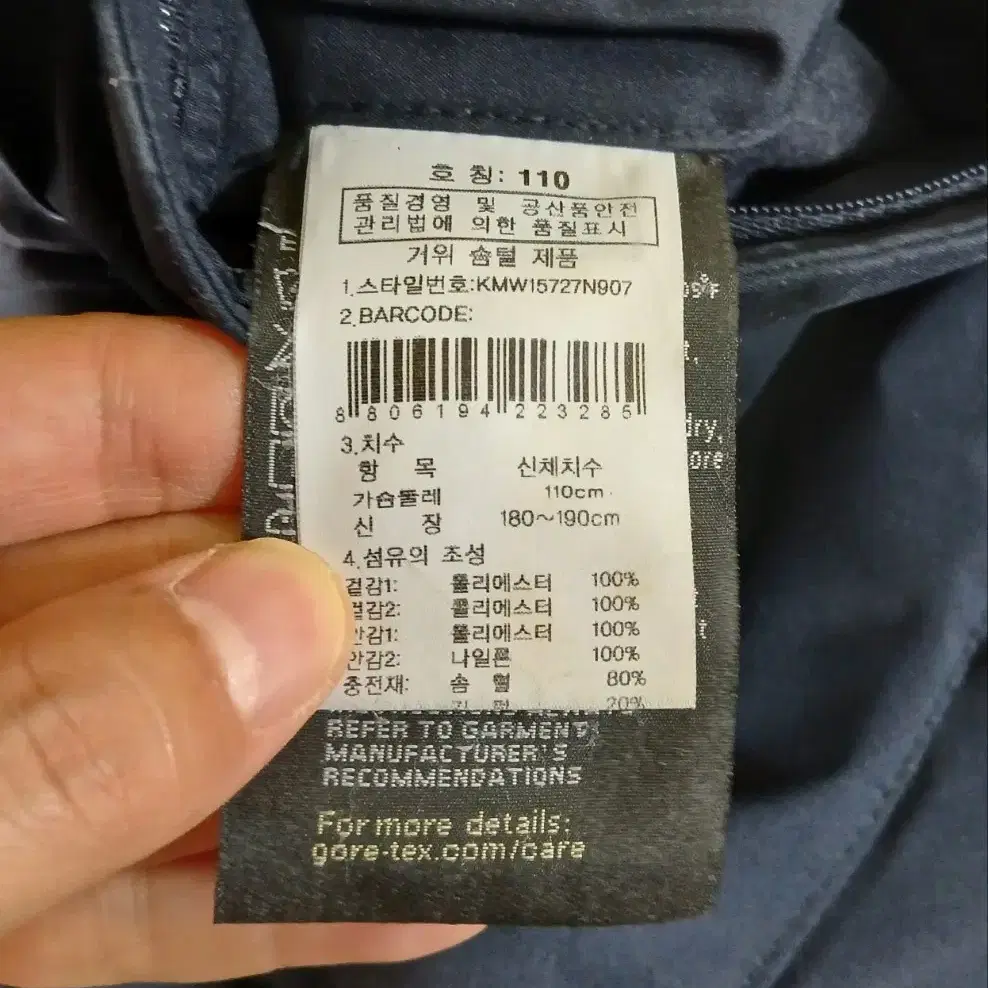 호 칭: 110
품질경영 및 공산품안전
관리법에 의한 품질표시
거위 솜털 제품
1.스타일번호:KMW15727N907
2.BARCODE:
8 806194 223285
3.치수
항 목 신체치수
가슴둘레 110cm
신 장 180~190cm
4.섬유의 조성
겉감1: 폴리에스터 100%
겉감2: 폴리에스터 100%
안감1: 폴리에스터 100%
안감2: 나일론 100%
충전재: 솜 털 80%
깃 털 20%
REFER TO GARMENT
MANUFACTURER'S
RECOMMENDATIONS
For more details:
gore-tex.com/care